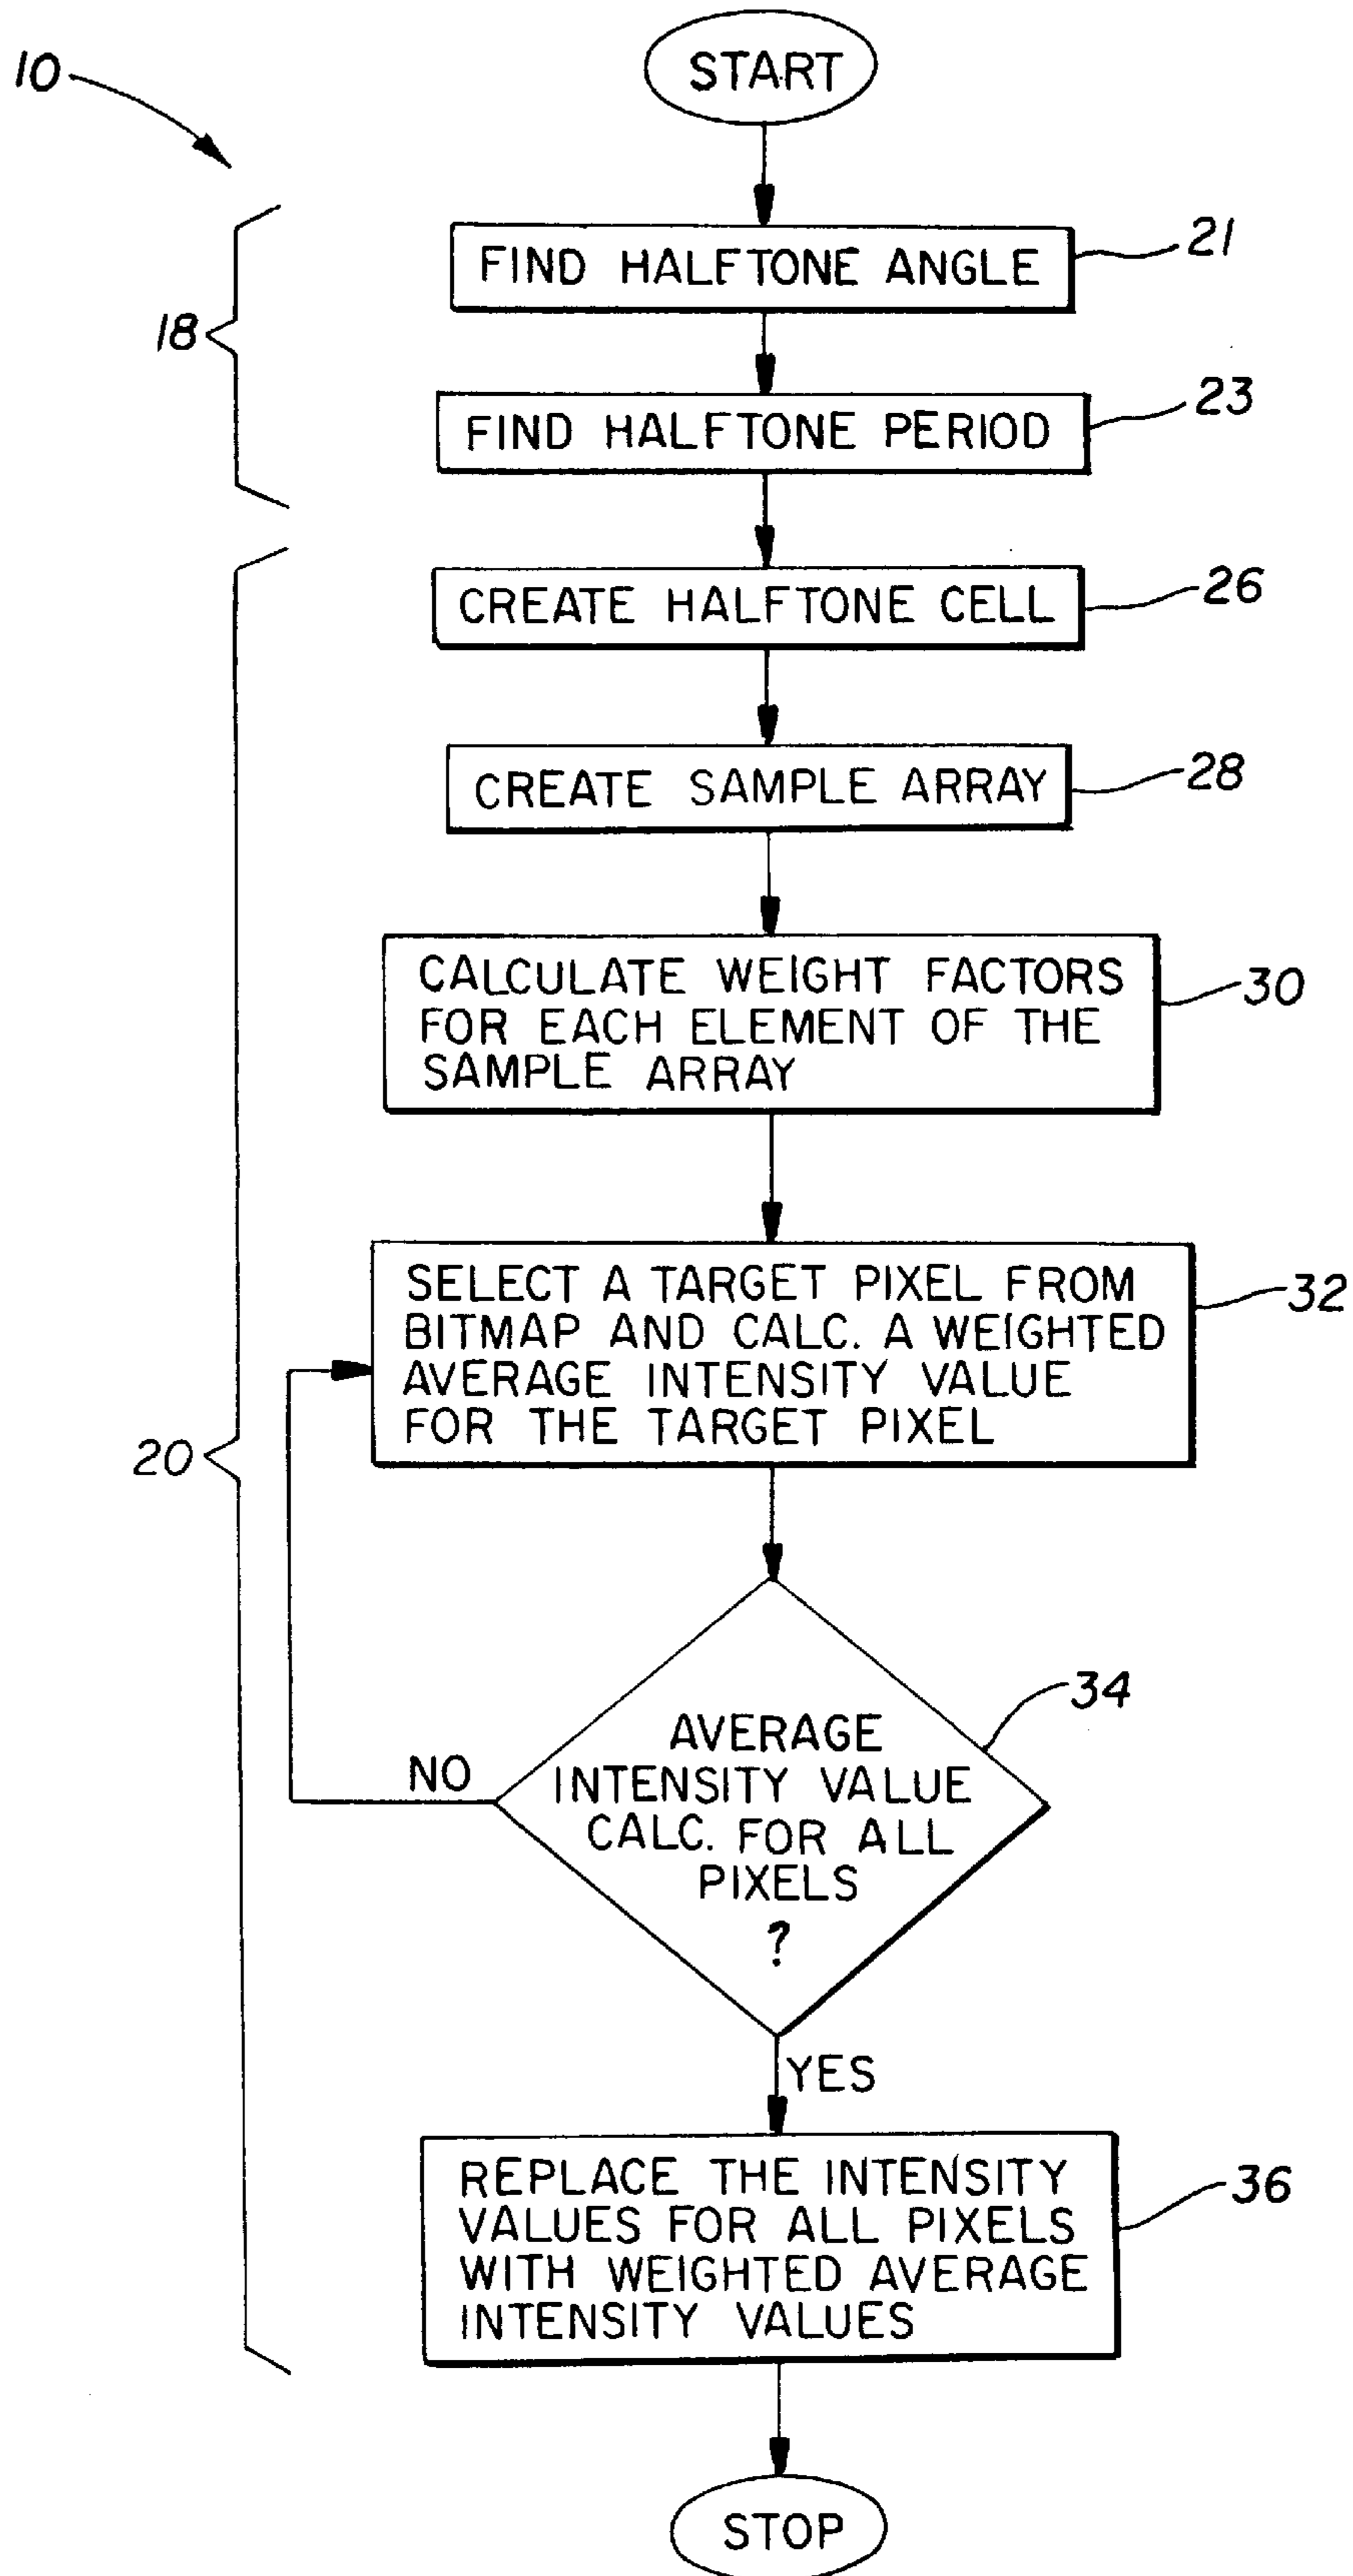 10
START
FIND HALFTONE ANGLE
21
18
FIND HALFTONE PERIOD
23
CREATE HALFTONE CELL
26
CREATE SAMPLE ARRAY
28
CALCULATE WEIGHT FACTORS
FOR EACH ELEMENT OF THE
SAMPLE ARRAY
30
SELECT A TARGET PIXEL FROM
BITMAP AND CALC. A WEIGHTED
AVERAGE INTENSITY VALUE
FOR THE TARGET PIXEL
32
20
AVERAGE
INTENSITY VALUE
CALC. FOR ALL
PIXELS
?
34
NO
YES
REPLACE THE INTENSITY
VALUES FOR ALL PIXELS
WITH WEIGHTED AVERAGE
INTENSITY VALUES
36
STOP